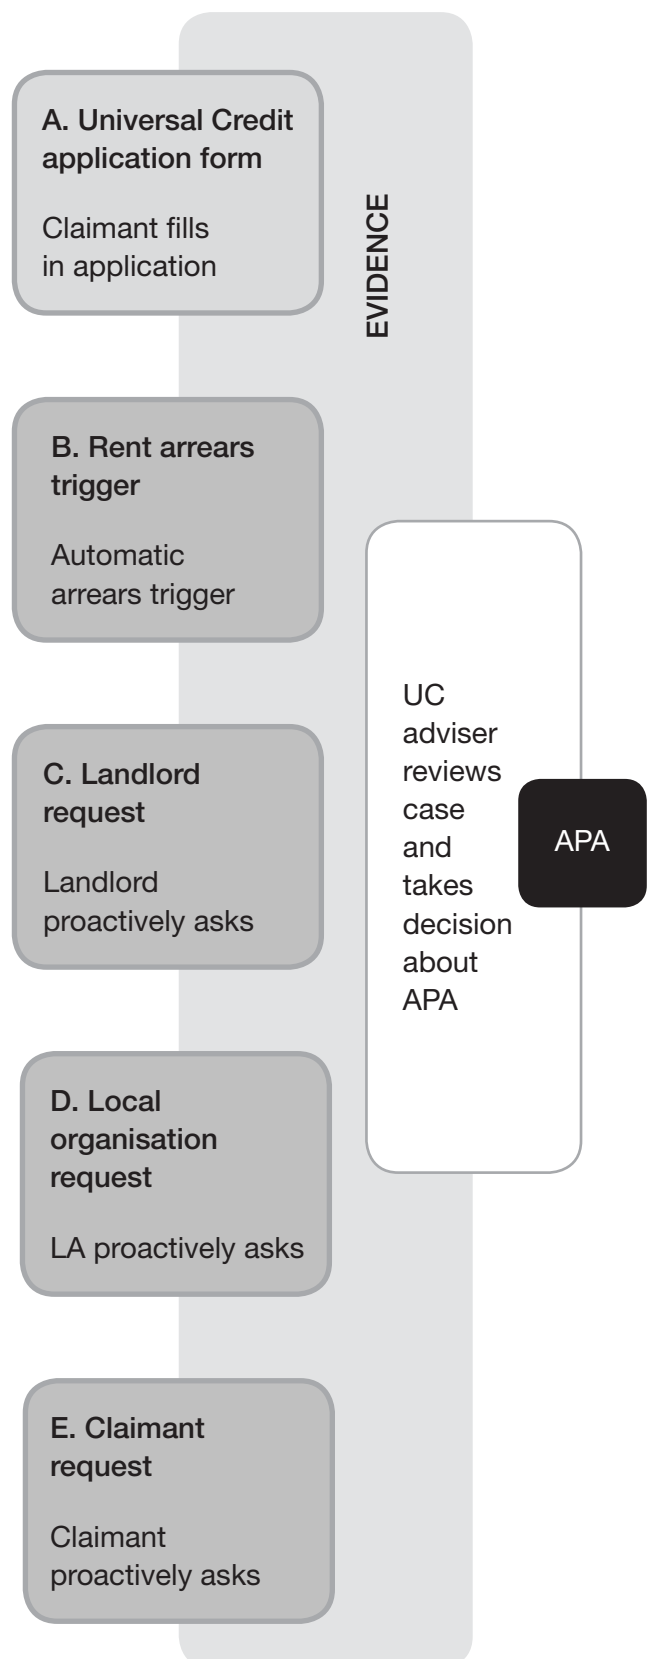 A. Universal Credit
application form
Claimant fills
in application
EVIDENCE
B. Rent arrears
trigger
Automatic
arrears trigger
C. Landlord
request
Landlord
proactively asks
D. Local
organisation
request
LA proactively asks
E. Claimant
request
Claimant
proactively asks
UC
adviser
reviews
case
and
takes
decision
about
APA
APA